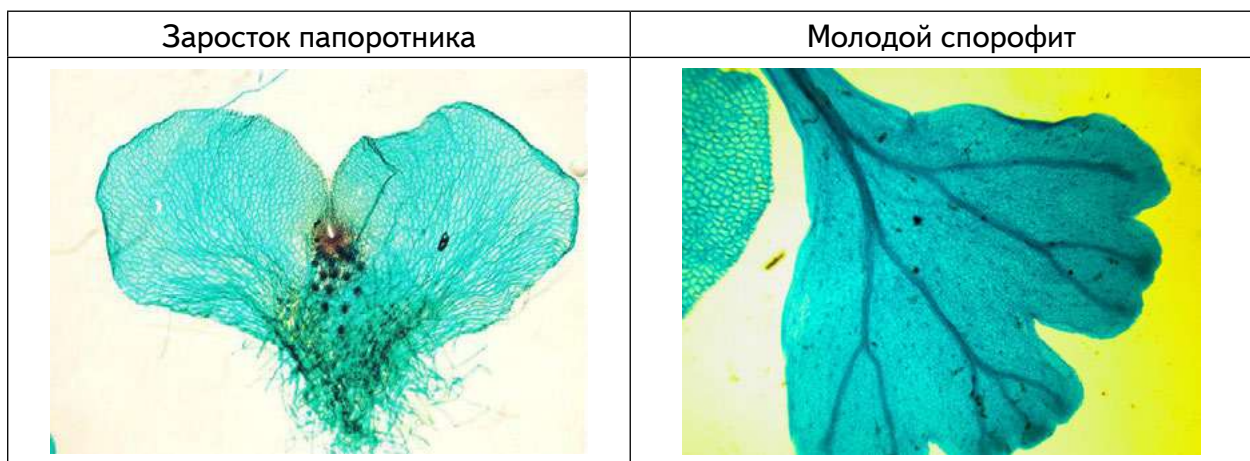 Заросток папоротника
Молодой спорофит